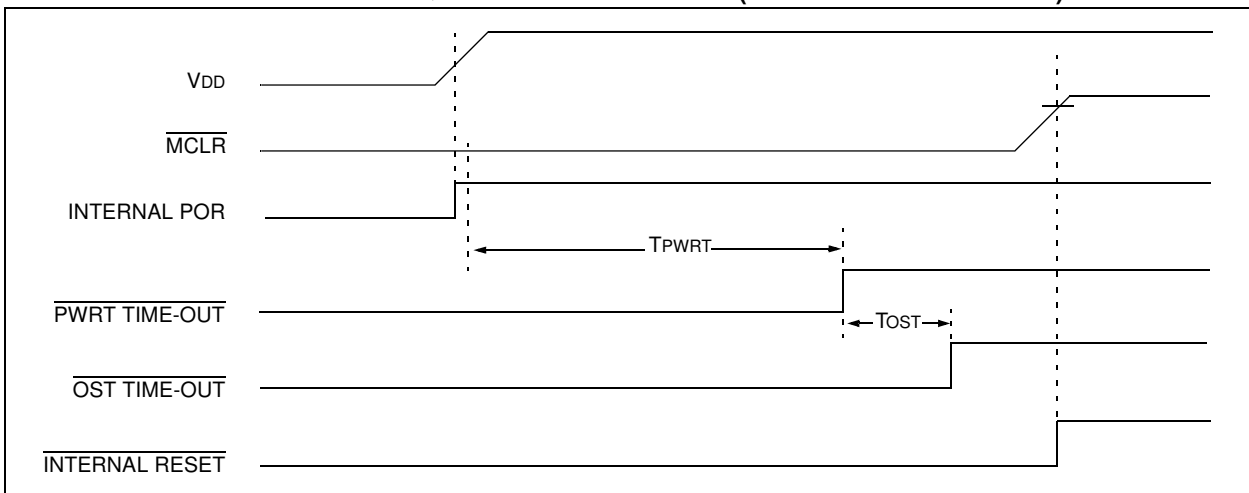 VDD
MCLR
INTERNAL POR
TPWRT
PWRT TIME-OUT
TOST
OST TIME-OUT
INTERNAL RESET